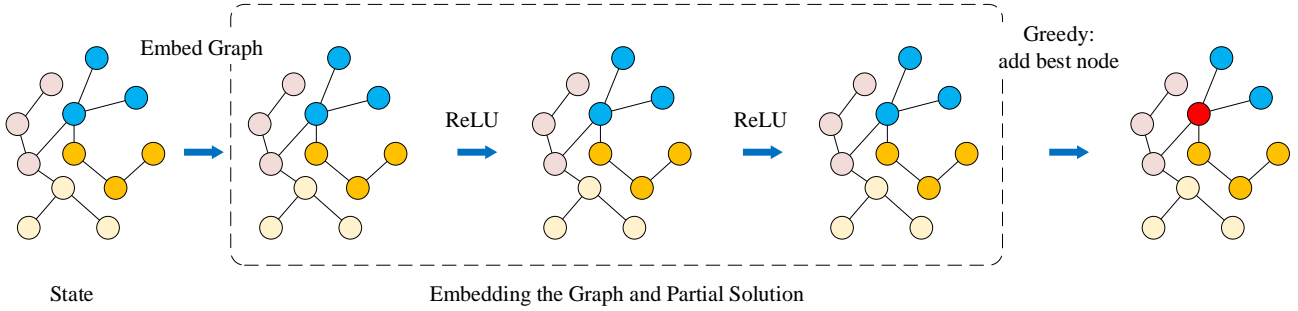 Embed Graph
ReLU
ReLU
Greedy:
add best node
State
Embedding the Graph and Partial Solution